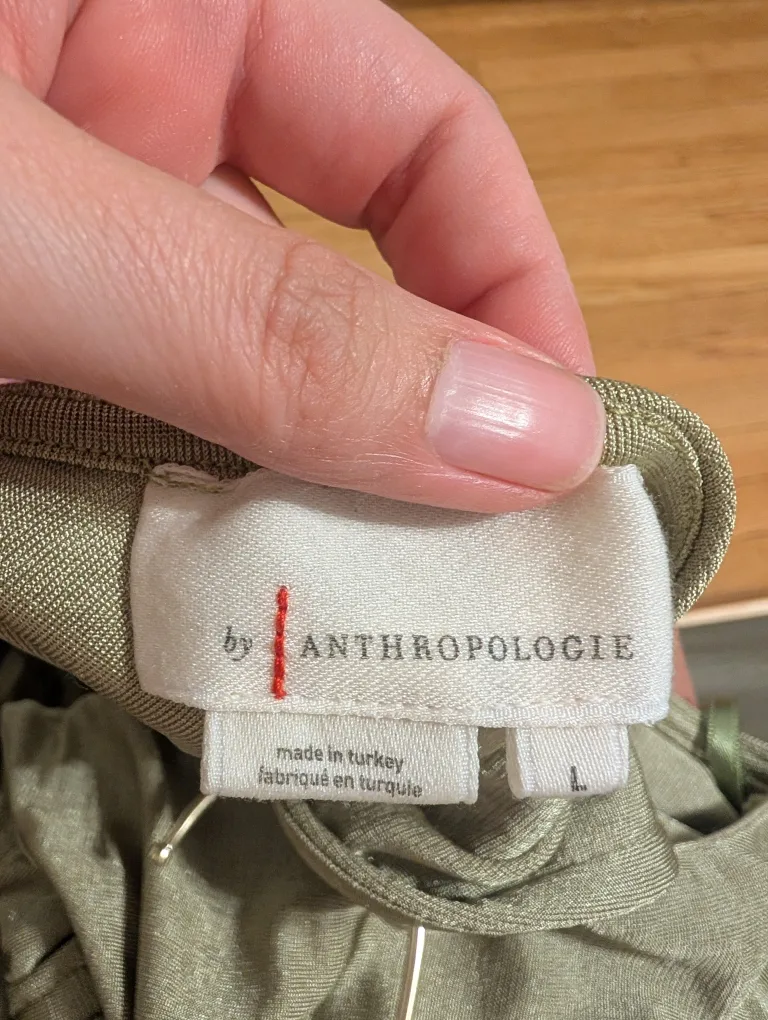 by ANTHROPOLOGIE
made in turkey
fabriqué en turquie
L